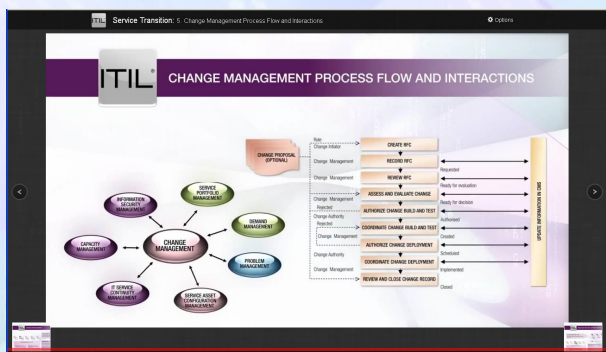 ITIL
Service Transition: 5. Change Management Process Flow and Interactions
Options
ITIL®
CHANGE MANAGEMENT PROCESS FLOW AND INTERACTIONS
CHANGE PROPOSAL
(OPTIONAL)
Role
Change Initiator
CREATE RFC
Change Management
RECORD RFC
Requested
Change Management
REVIEW RFC
Ready for evaluation
ASSESS AND EVALUATE CHANGE
Change Management
Ready for decision
Rejected
AUTHORIZE CHANGE BUILD AND TEST
Change Authority
Authorised
Rejected
COORDINATE CHANGE BUILD AND TEST
Change Management
Created
AUTHORIZE CHANGE DEPLOYMENT
Change Authority
Scheduled
COORDINATE CHANGE DEPLOYMENT
Change Management
Implemented
REVIEW AND CLOSE CHANGE RECORD
Closed
UPDATE INFORMATION IN CMS
SERVICE
PORTFOLIO
MANAGEMENT
INFORMATION
SECURITY
MANAGEMENT
DEMAND
MANAGEMENT
CAPACITY
MANAGEMENT
CHANGE
MANAGEMENT
PROBLEM
MANAGEMENT
IT SERVICE
CONTINUITY
MANAGEMENT
SERVICE ASSET
CONFIGURATION
MANAGEMENT